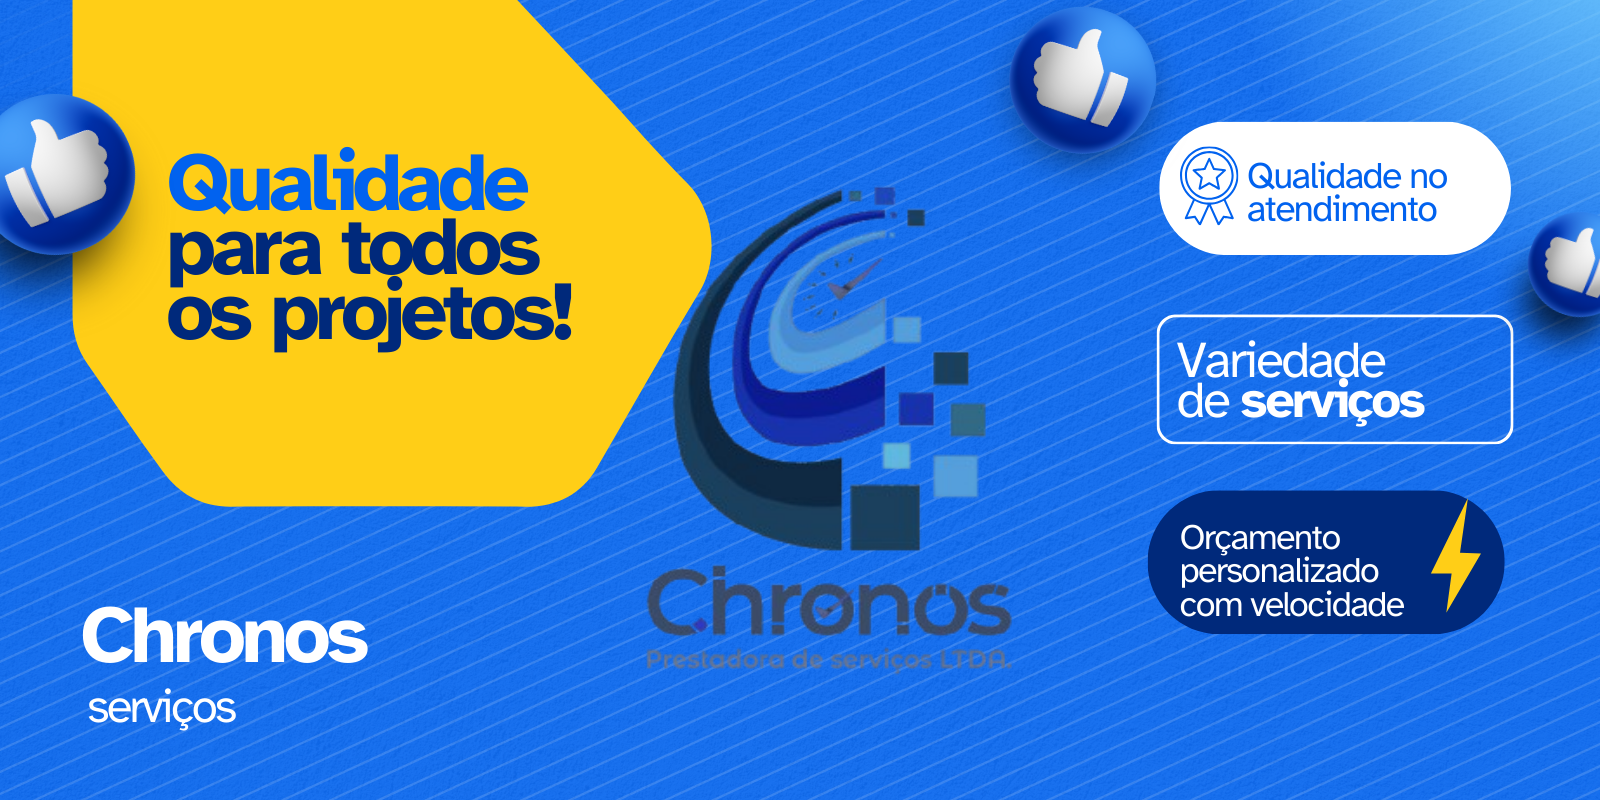 Qualidade
para todos
os projetos!
Qualidade no
atendimento
Variedade
de serviços
Orçamento
personalizado
com velocidade
Chronos
Prestadora de serviços LTDA.
Chronos
serviços